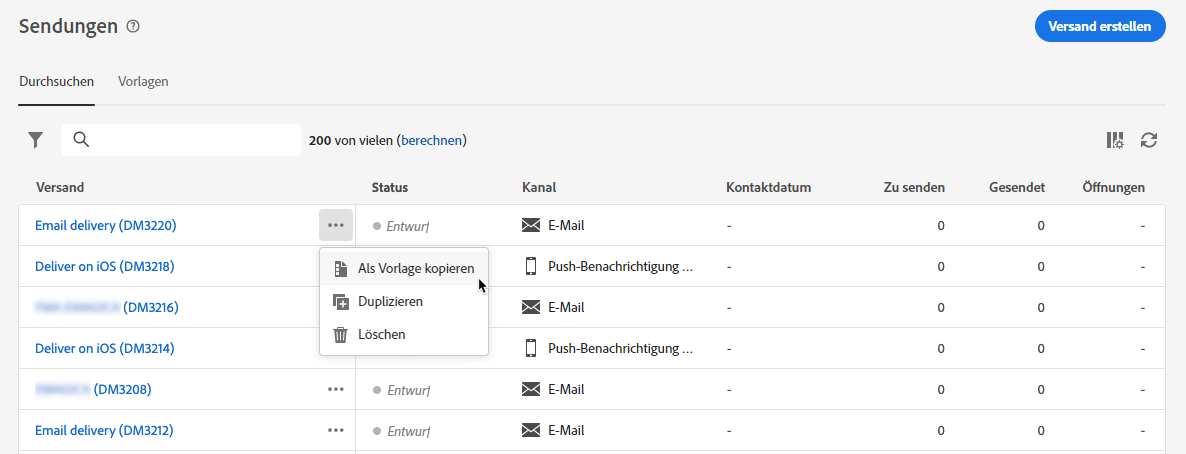 Sendungen
Versand erstellen
Durchsuchen Vorlagen
200 von vielen (berechnen)
Versand Status Kanal Kontaktdatum Zu senden Gesendet Öffnungen
Email delivery (DM3220) Entwurf E-Mail - 0 0 -
Deliver on iOS (DM3218) Als Vorlage kopieren Push-Benachrichtigung ... - 0 0 -
(DM3216) Duplizieren E-Mail - 0 0 -
Deliver on iOS (DM3214) Löschen Push-Benachrichtigung ... - 0 0 -
(DM3208) Entwurf E-Mail - 0 0 -
Email delivery (DM3212) Entwurf E-Mail - 0 0 -